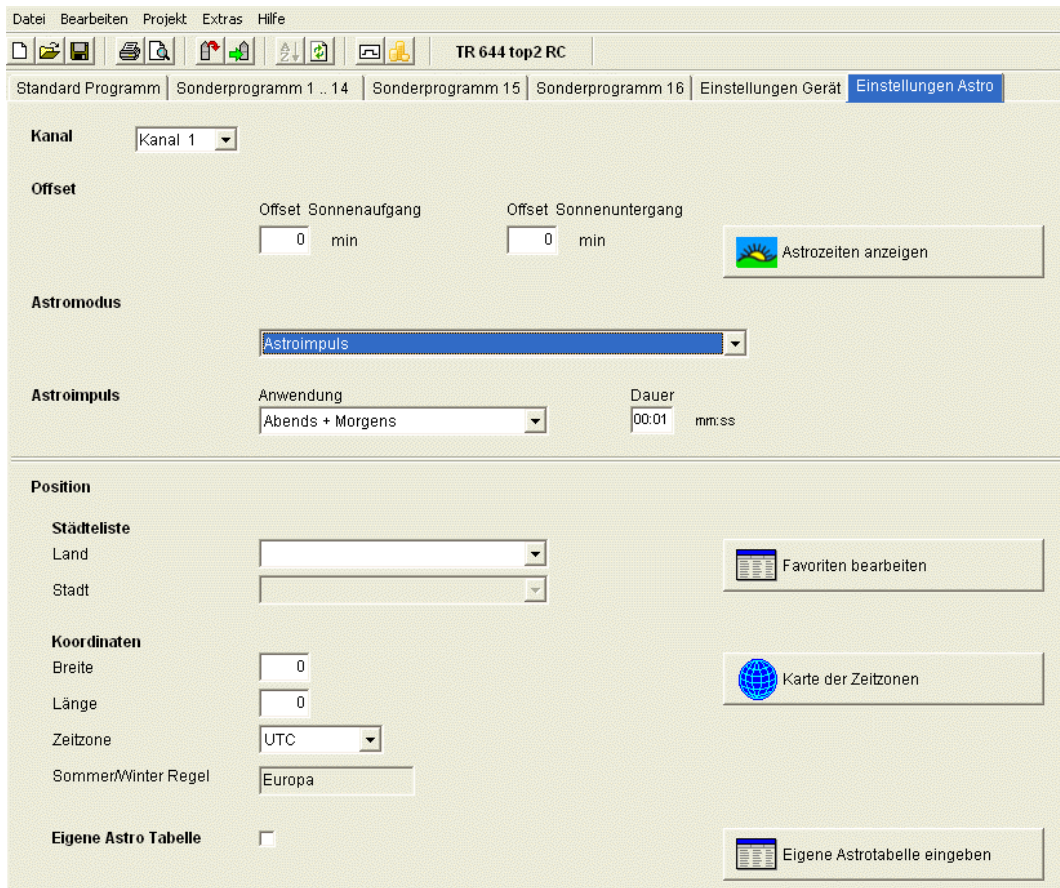 Datei Bearbeiten Projekt Extras Hilfe
TR 644 top2 RC
Standard Programm Sonderprogramm 1 .. 14 Sonderprogramm 15 Sonderprogramm 16 Einstellungen Gerät Einstellungen Astro
Kanal Kanal 1
Offset
Offset Sonnenaufgang Offset Sonnenuntergang
0 min 0 min Astrozeiten anzeigen
Astromodus
Astroimpuls
Astroimpuls Anwendung Dauer
Abends + Morgens 00:01 mm:ss
Position
Städteliste
Land Favoriten bearbeiten
Stadt
Koordinaten
Breite 0 Karte der Zeitzonen
Länge 0
Zeitzone UTC
Sommer/Winter Regel Europa
Eigene Astro Tabelle Eigene Astrotabelle eingeben